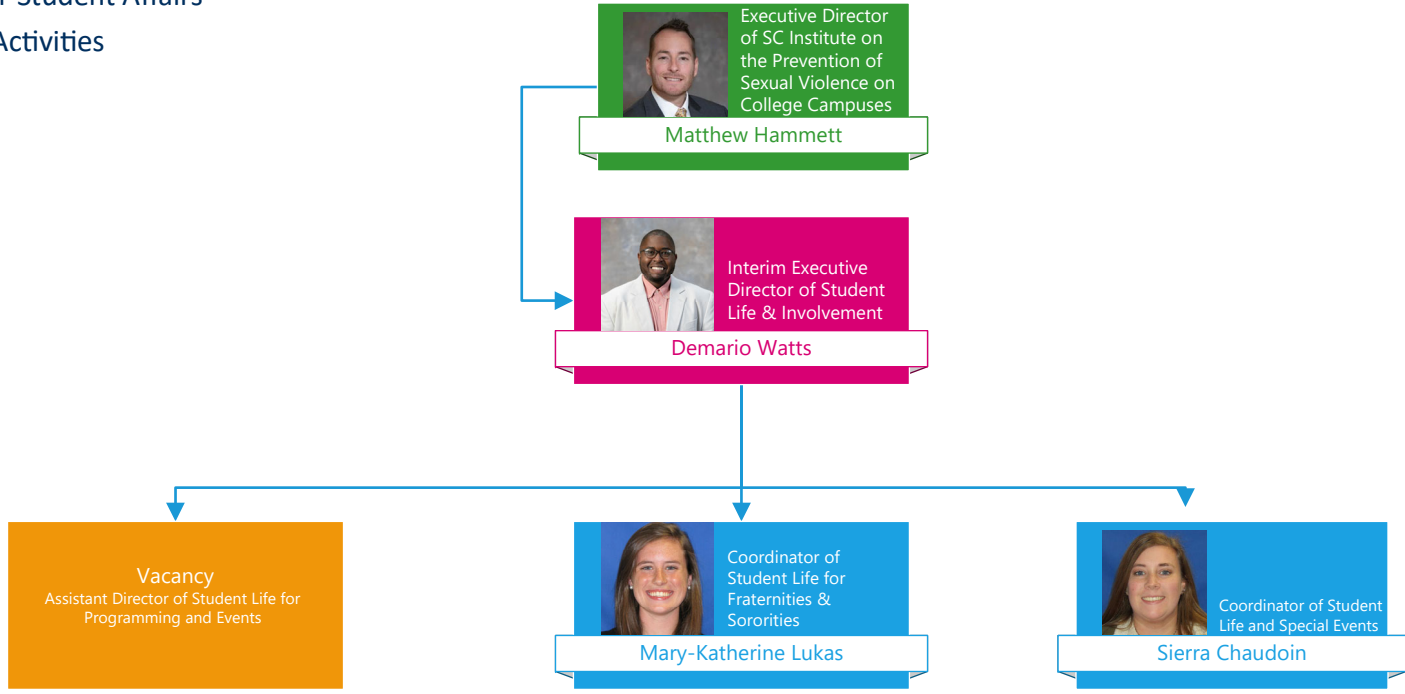 Student Affairs
Activities
Executive Director
of SC Institute on
the Prevention of
Sexual Violence on
College Campuses
Matthew Hammett
Interim Executive
Director of Student
Life & Involvement
Demario Watts
Vacancy
Assistant Director of Student Life for
Programming and Events
Coordinator of
Student Life for
Fraternities &
Sororities
Mary-Katherine Lukas
Coordinator of Student
Life and Special Events
Sierra Chaudoin